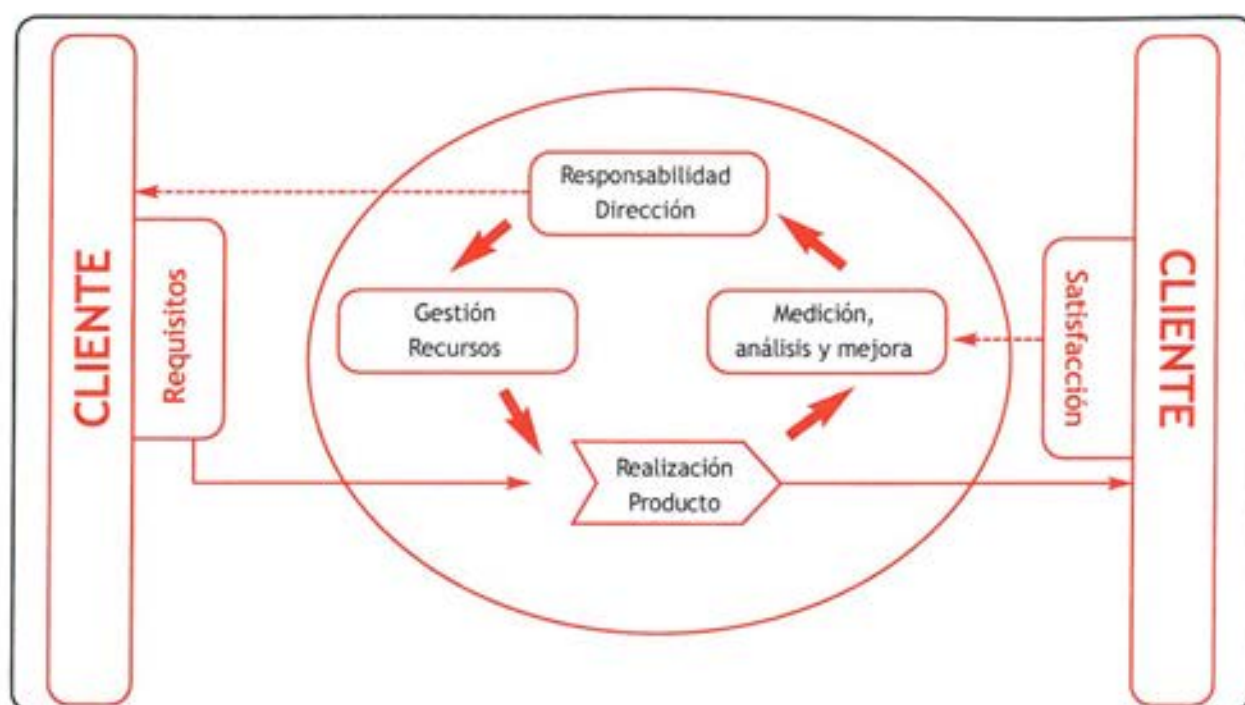 CLIENTE
Requisitos
Responsabilidad
Dirección
Gestión
Recursos
Medición,
análisis y mejora
Realización
Producto
Satisfacción
CLIENTE